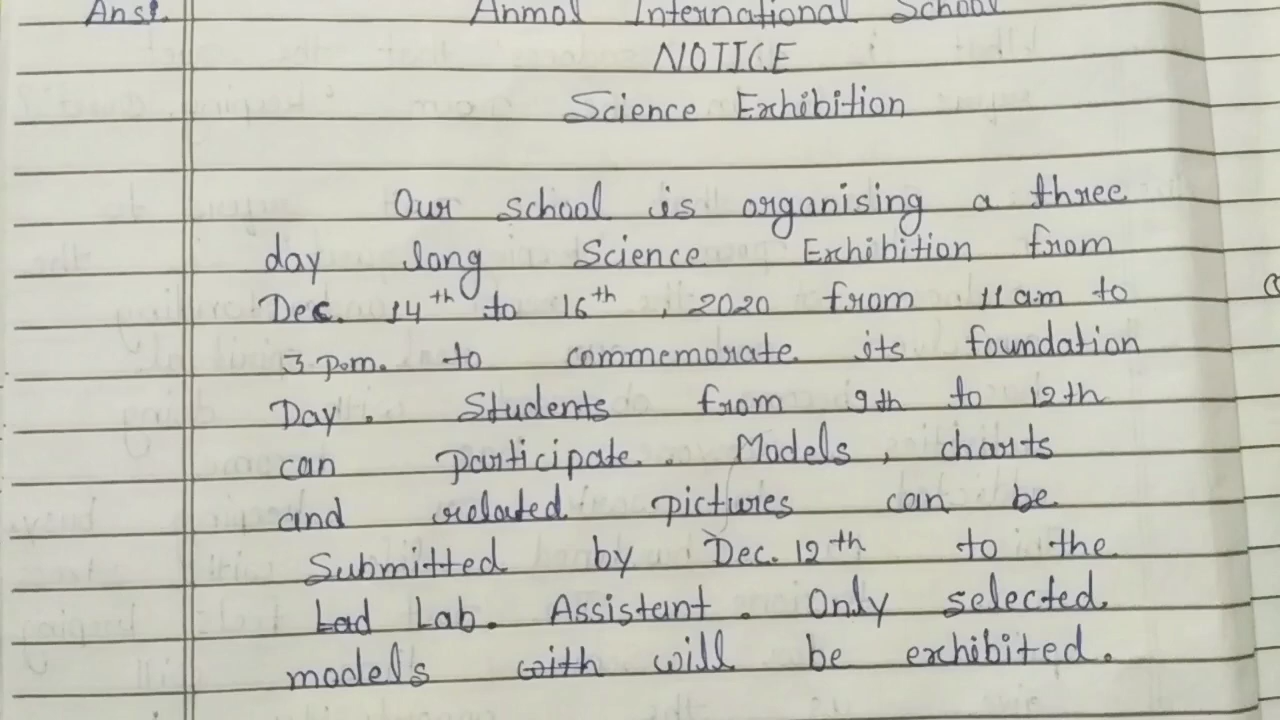 Ans1. Anmol International School
NOTICE
Science Exhibition
Our school is organising a three
day long Science Exhibition from
Dec. 14th to 16th, 2020 from 11 am to
3 p.m. to commemorate its foundation
Day. Students from 9th to 12th
can participate. Models, charts
and related pictures can be
Submitted by Dec. 12th to the
Lad Lab. Assistant. Only selected
models with will be exhibited.